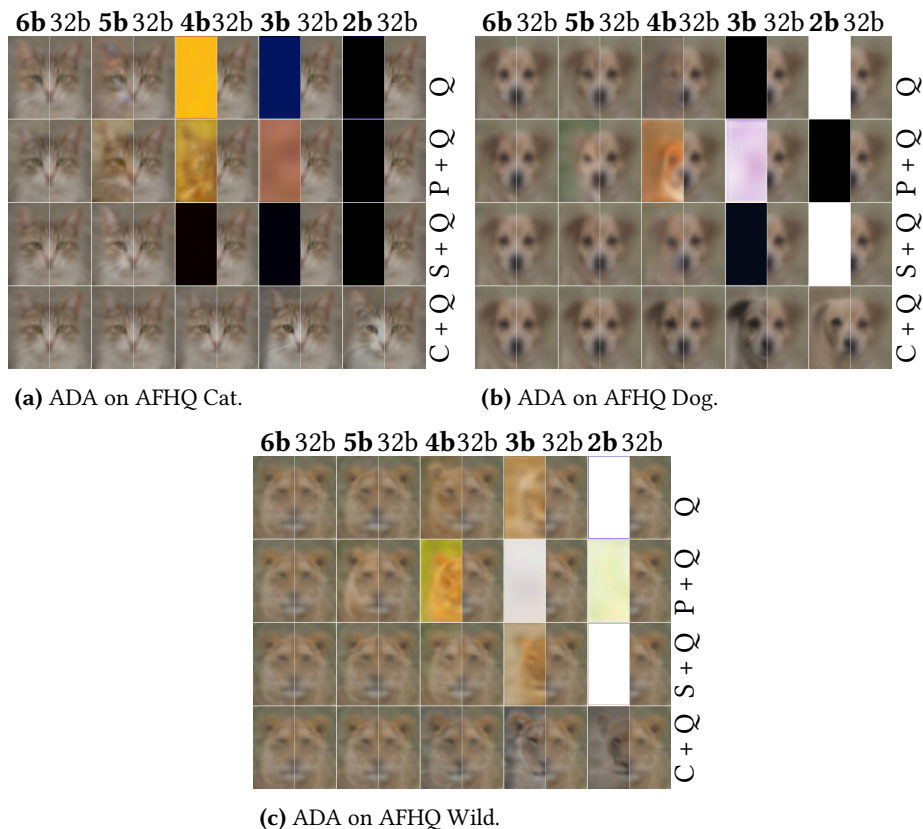 6b 32b 5b 32b 4b 32b 3b 32b 2b 32b
Q
P + Q
S + Q
C + Q
(a) ADA on AFHQ Cat.
6b 32b 5b 32b 4b 32b 3b 32b 2b 32b
Q
P + Q
S + Q
C + Q
(b) ADA on AFHQ Dog.
6b 32b 5b 32b 4b 32b 3b 32b 2b 32b
Q
P + Q
S + Q
C + Q
(c) ADA on AFHQ Wild.